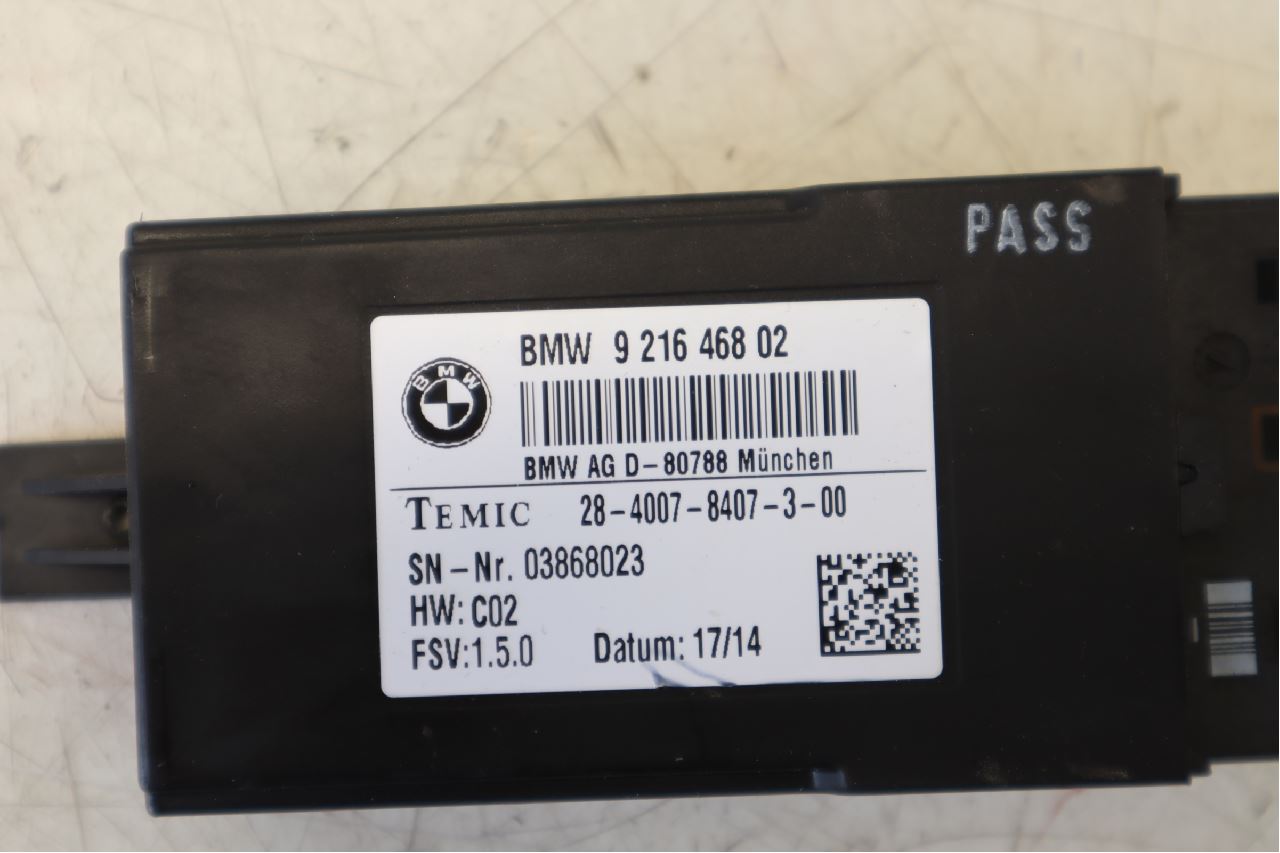 PASS
BMW 9 216 468 02
BMW
BMW AG D-80788 München
TEMIC 28-4007-8407-3-00
SN-Nr. 03868023
HW: C02
FSV:1.5.0 Datum: 17/14